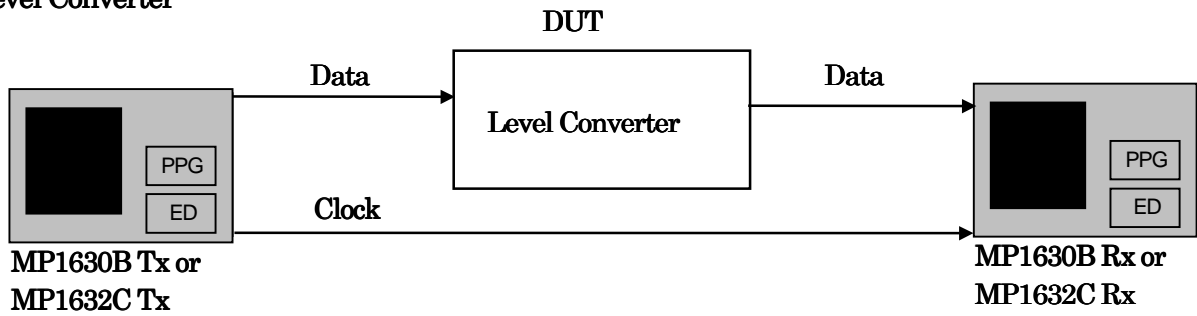 Level Converter
DUT
Data
Data
Level Converter
PPG
ED
PPG
ED
Clock
MP1630B Tx or
MP1632C Tx
MP1630B Rx or
MP1632C Rx